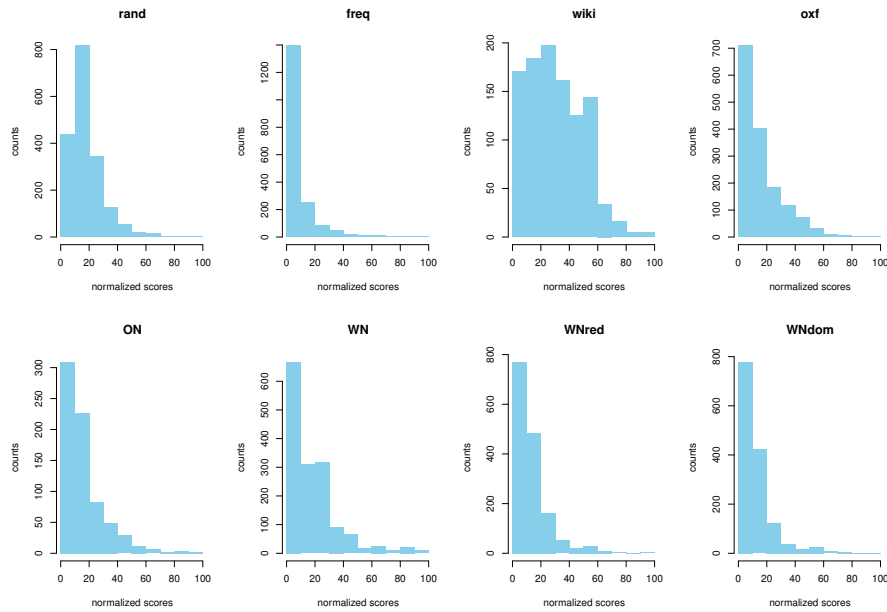 rand
counts
0 200 400 600 800
0 20 40 60 80 100
normalized scores
freq
counts
0 200 400 600 800 1000 1200
0 20 40 60 80 100
normalized scores
wiki
counts
0 50 100 150 200
0 20 40 60 80 100
normalized scores
oxf
counts
0 100 200 300 400 500 600 700
0 20 40 60 80 100
normalized scores
ON
counts
0 50 100 150 200 250 300
0 20 40 60 80 100
normalized scores
WN
counts
0 100 200 300 400 600
0 20 40 60 80 100
normalized scores
WNred
counts
0 200 400 600 800
0 20 40 60 80 100
normalized scores
WNdom
counts
0 200 400 600 800
0 20 40 60 80 100
normalized scores